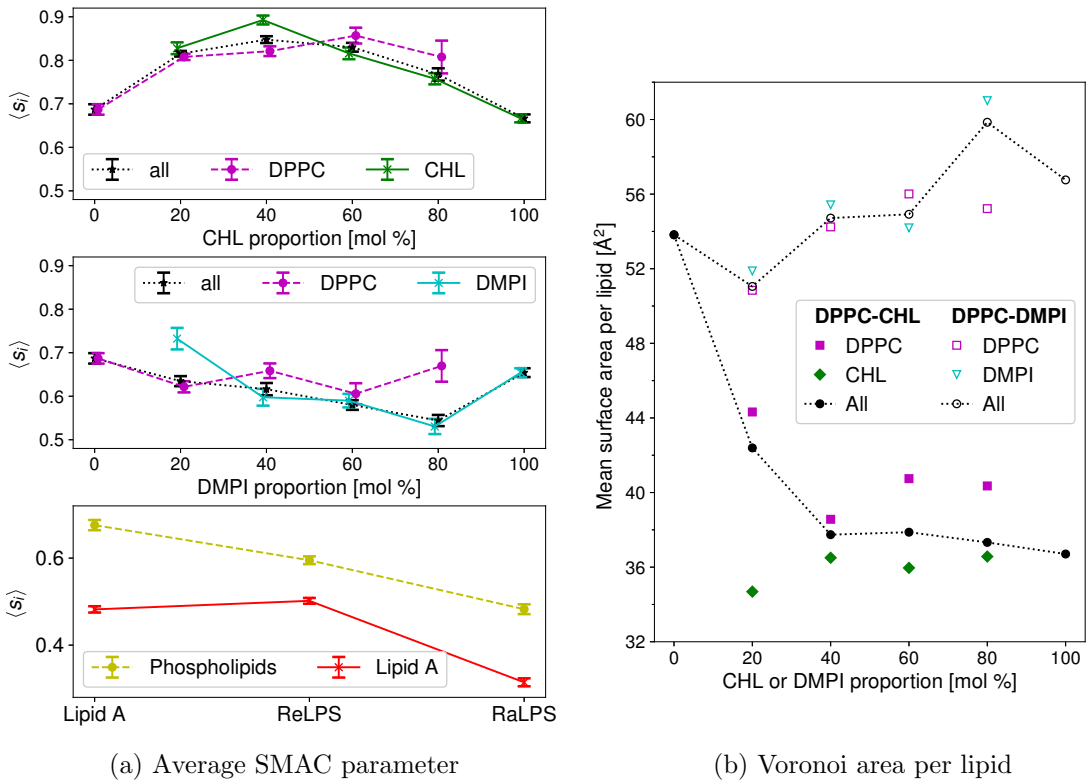 0.9
0.8
0.7
0.6
0.5
⟨s_i⟩
all DPPC CHL
0 20 40 60 80 100
CHL proportion [mol %]
0.9
0.8
0.7
0.6
0.5
⟨s_i⟩
all DPPC DMPI
0 20 40 60 80 100
DMPI proportion [mol %]
0.6
0.4
⟨s_i⟩
Phospholipids Lipid A
Lipid A ReLPS RaLPS
(a) Average SMAC parameter
60
56
52
48
44
40
36
32
Mean surface area per lipid [Å²]
DPPC-CHL DPPC-DMPI
DPPC DPPC
CHL DMPI
All All
0 20 40 60 80 100
CHL or DMPI proportion [mol %]
(b) Voronoi area per lipid